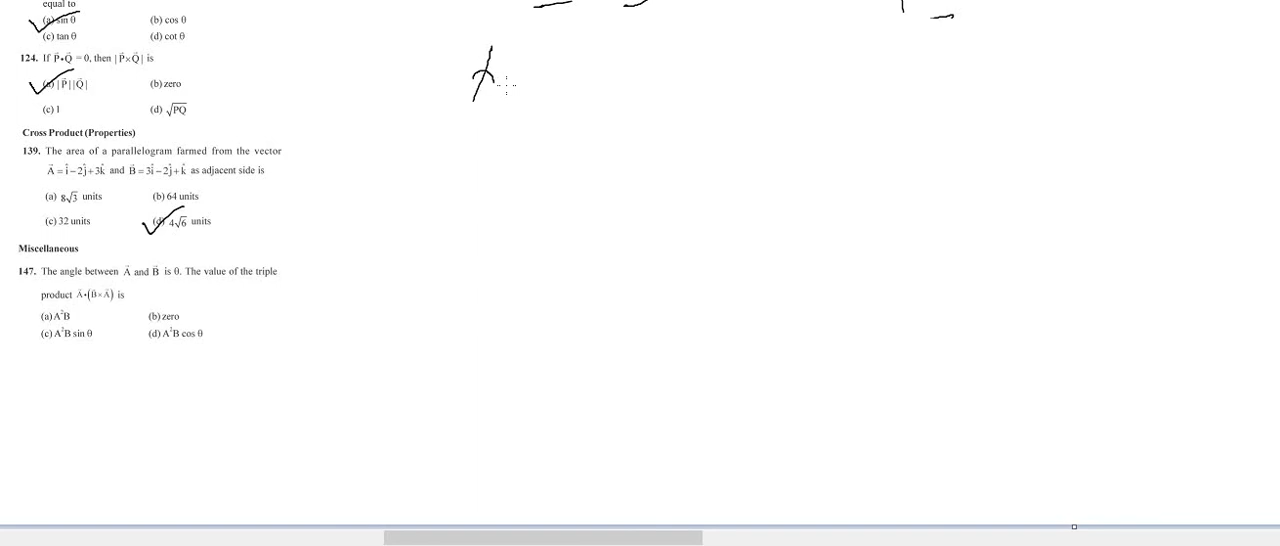 equal to
(a) sin θ (b) cos θ
(c) tan θ (d) cot θ
124. If P⃗•Q⃗ = 0, then |P⃗×Q⃗| is
(a) |P⃗||Q⃗| (b) zero
(c) 1 (d) √PQ
Cross Product (Properties)
139. The area of a parallelogram farmed from the vector
A⃗ = î−2ĵ+3k̂ and B⃗ = 3î−2ĵ+k̂ as adjacent side is
(a) 8√3 units (b) 64 units
(c) 32 units (d) 4√6 units
Miscellaneous
147. The angle between A⃗ and B⃗ is θ. The value of the triple
product A⃗•(B⃗×A⃗) is
(a) A²B (b) zero
(c) A²B sin θ (d) A²B cos θ